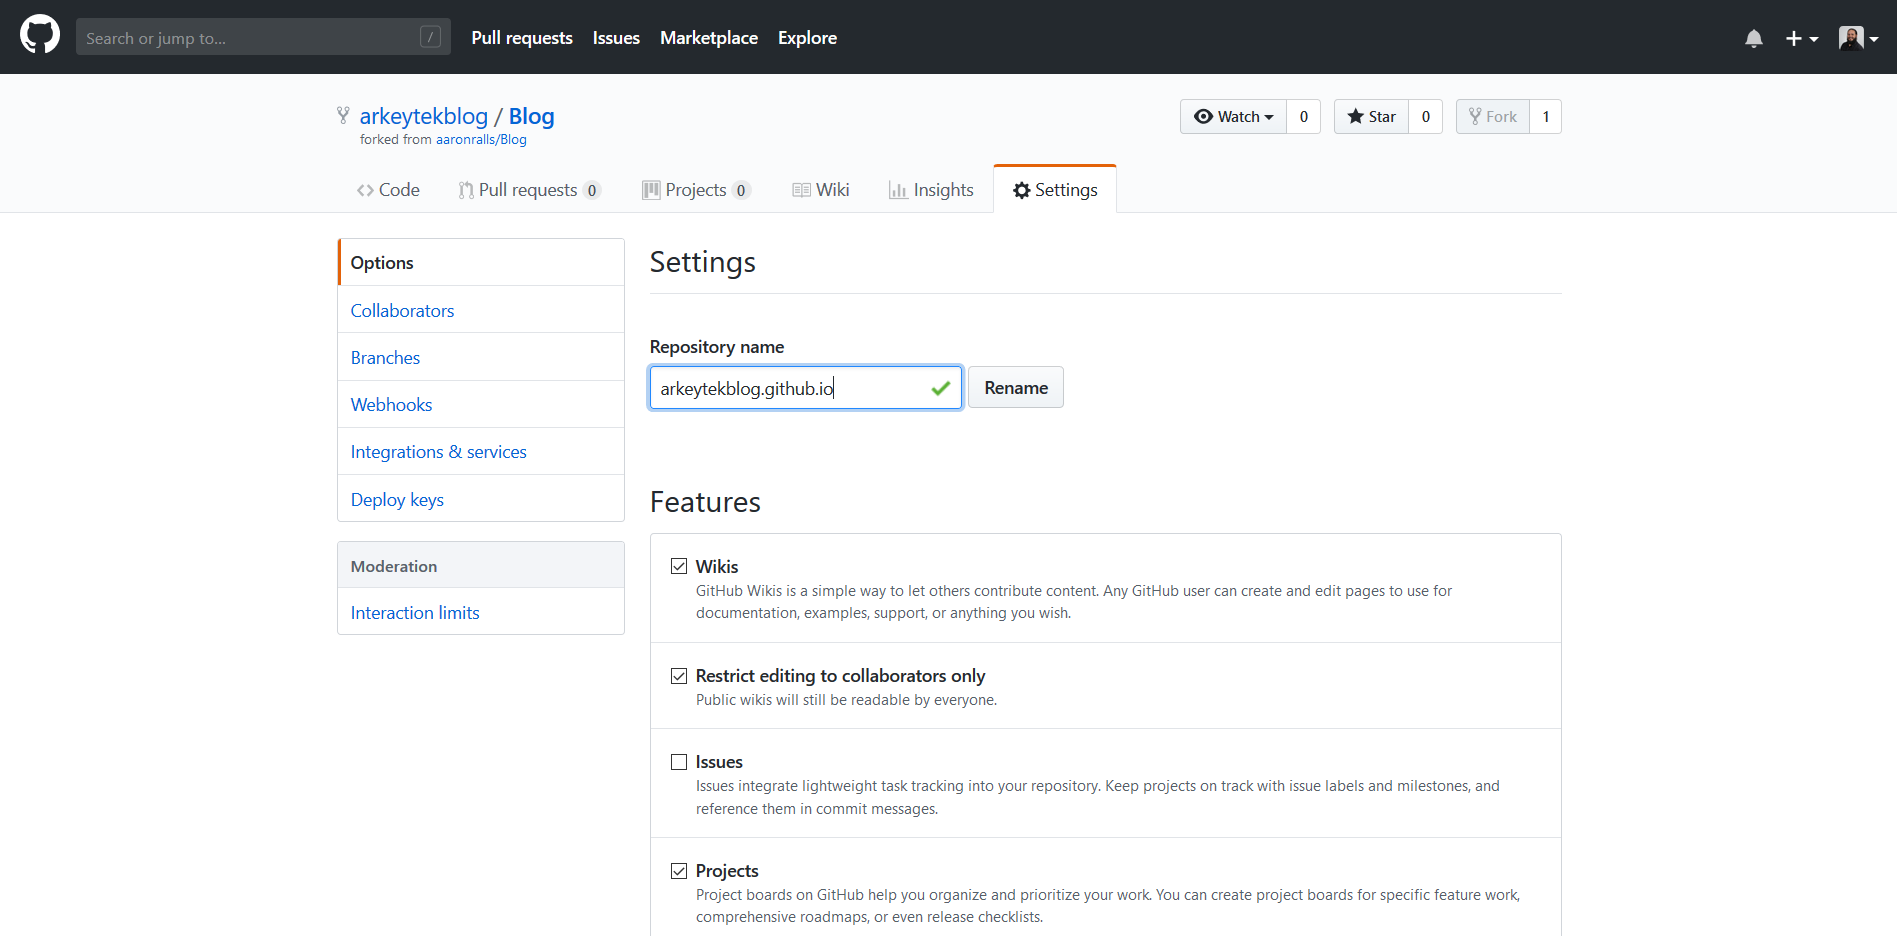 Search or jump to... / Pull requests Issues Marketplace Explore
arkeytekblog / Blog
forked from aaronralls/Blog
Watch 0 Star 0 Fork 1
Code Pull requests 0 Projects 0 Wiki Insights Settings
Options
Collaborators
Branches
Webhooks
Integrations & services
Deploy keys
Moderation
Interaction limits
Settings
Repository name
arkeytekblog.github.io Rename
Features
Wikis
GitHub Wikis is a simple way to let others contribute content. Any GitHub user can create and edit pages to use for
documentation, examples, support, or anything you wish.
Restrict editing to collaborators only
Public wikis will still be readable by everyone.
Issues
Issues integrate lightweight task tracking into your repository. Keep projects on track with issue labels and milestones, and
reference them in commit messages.
Projects
Project boards on GitHub help you organize and prioritize your work. You can create project boards for specific feature work,
comprehensive roadmaps, or even release checklists.